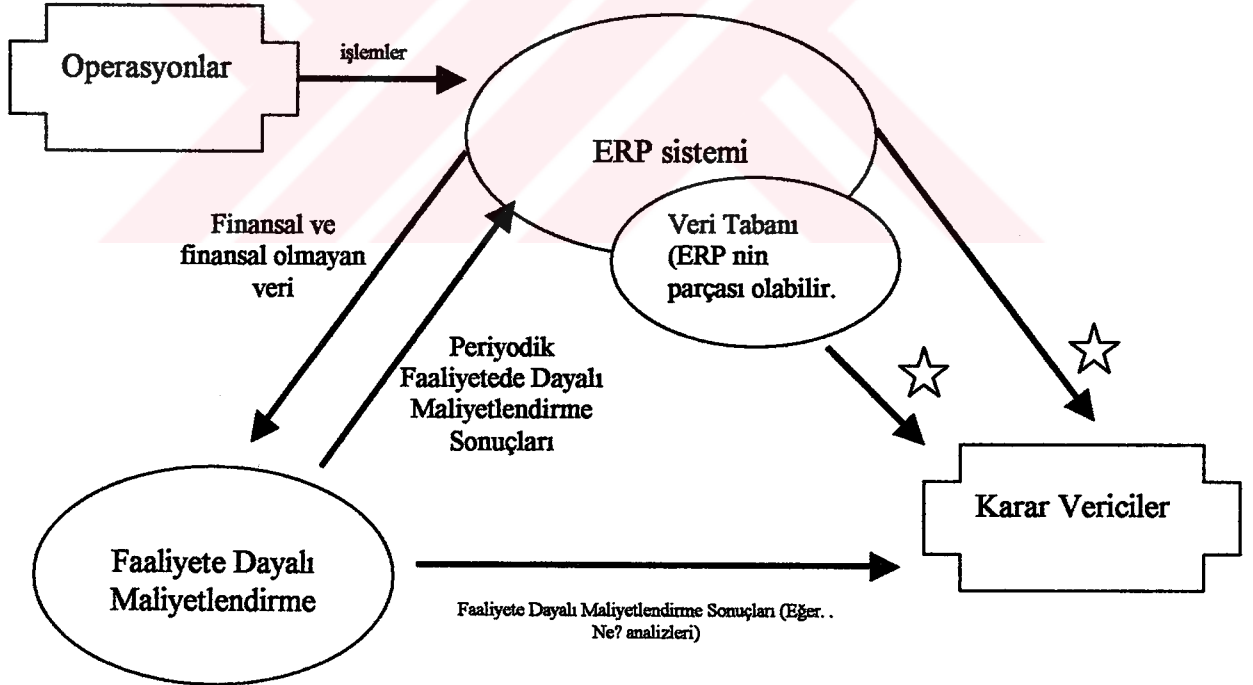 Operasyonlar
işlemler
ERP sistemi
Veri Tabanı
(ERP nin
parçası olabilir.
Finansal ve
finansal olmayan
veri
Periyodik
Faaliyetede Dayalı
Maliyetlendirme
Sonuçları
Karar Vericiler
Faaliyete Dayalı
Maliyetlendirme
Faaliyete Dayalı Maliyetlendirme Sonuçları (Eğer. .
Ne? analizleri)